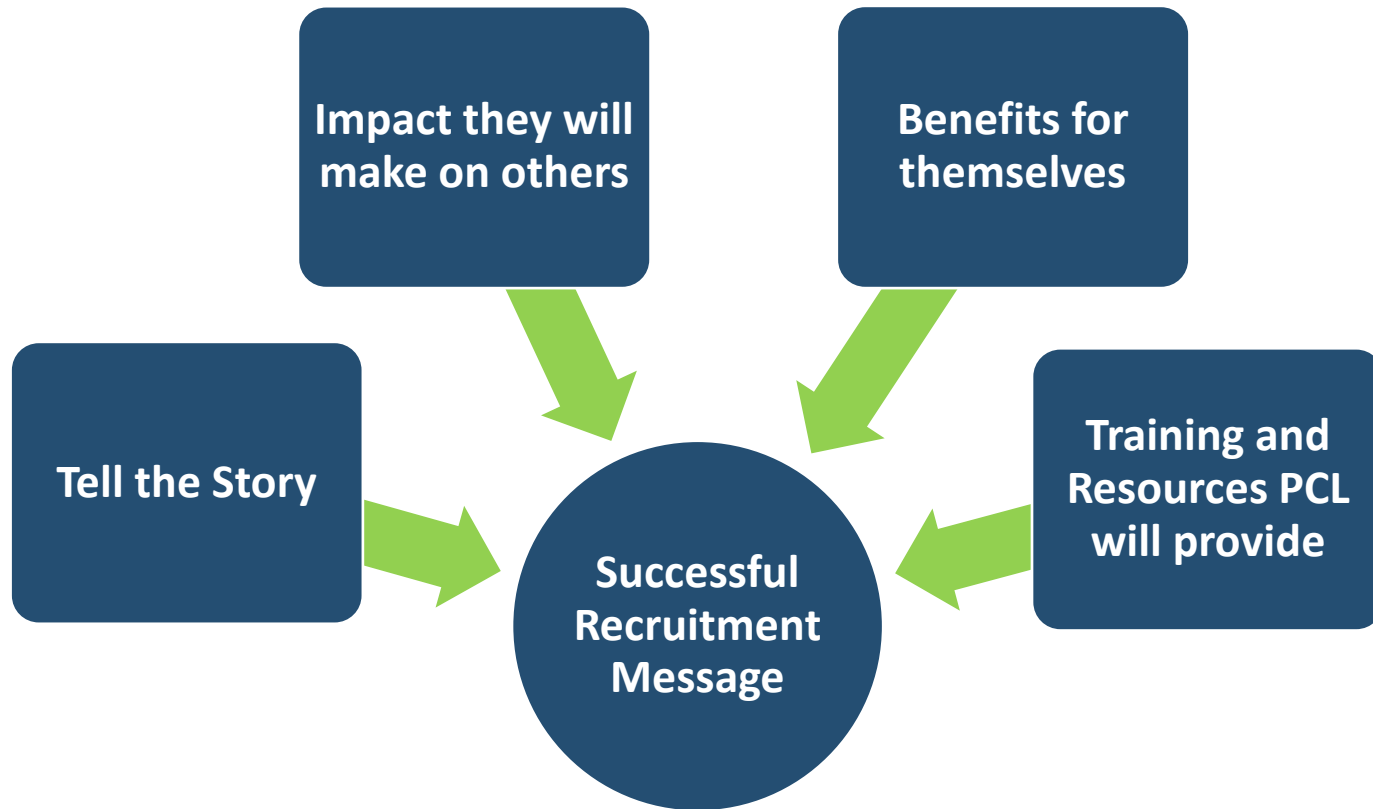 Impact they will
make on others
Benefits for
themselves
Tell the Story
Training and
Resources PCL
will provide
Successful
Recruitment
Message